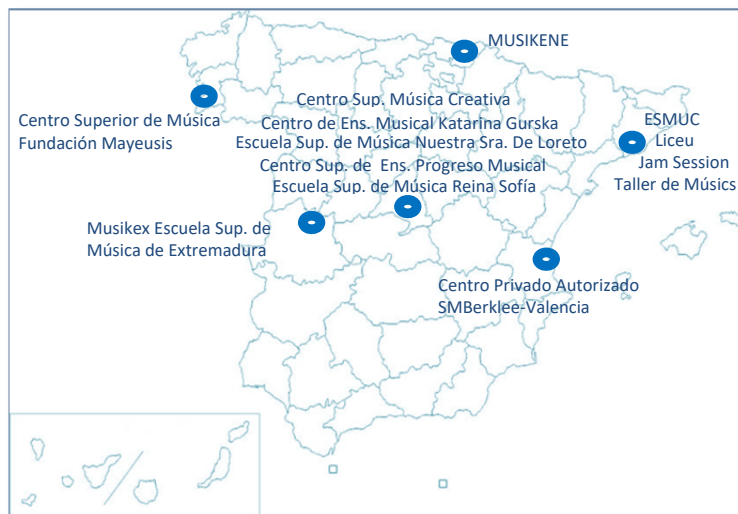 MUSIKENE
Centro Superior de Música
Fundación Mayeusis
Centro Sup. Música Creativa
Centro de Ens. Musical Katarina Gurska
Escuela Sup. de Música Nuestra Sra. De Loreto
Centro Sup. de Ens. Progreso Musical
Escuela Sup. de Música Reina Sofía
ESMUC
Liceu
Jam Session
Taller de Músics
Musikex Escuela Sup. de
Música de Extremadura
Centro Privado Autorizado
SMBerklee-Valencia